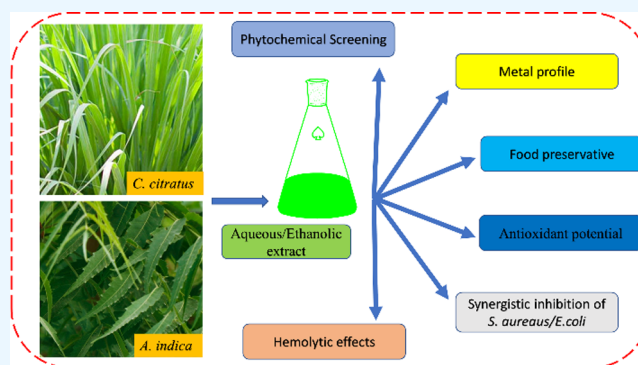 Phytochemical Screening
C. citratus
A. indica
Aqueous/Ethanolic
extract
Metal profile
Food preservative
Antioxidant potential
Synergistic inhibition of
S. aureus/E.coli
Hemolytic effects